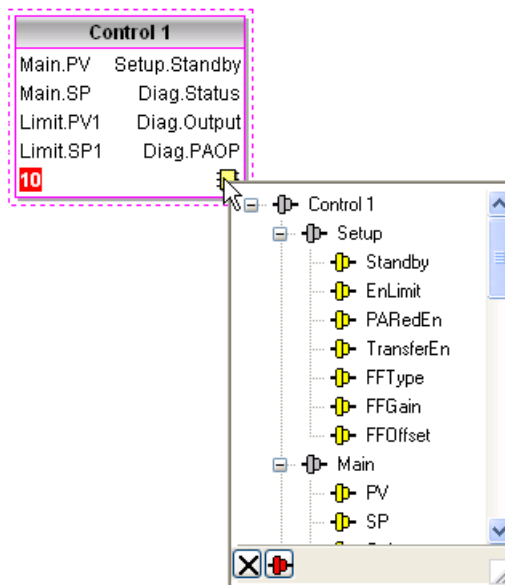 Control 1
Main.PV Setup.Standby
Main.SP Diag.Status
Limit.PV1 Diag.Output
Limit.SP1 Diag.PAOP
10
Control 1
Setup
Standby
EnLimit
PARedEn
TransferEn
FFType
FFGain
FFOffset
Main
PV
SP